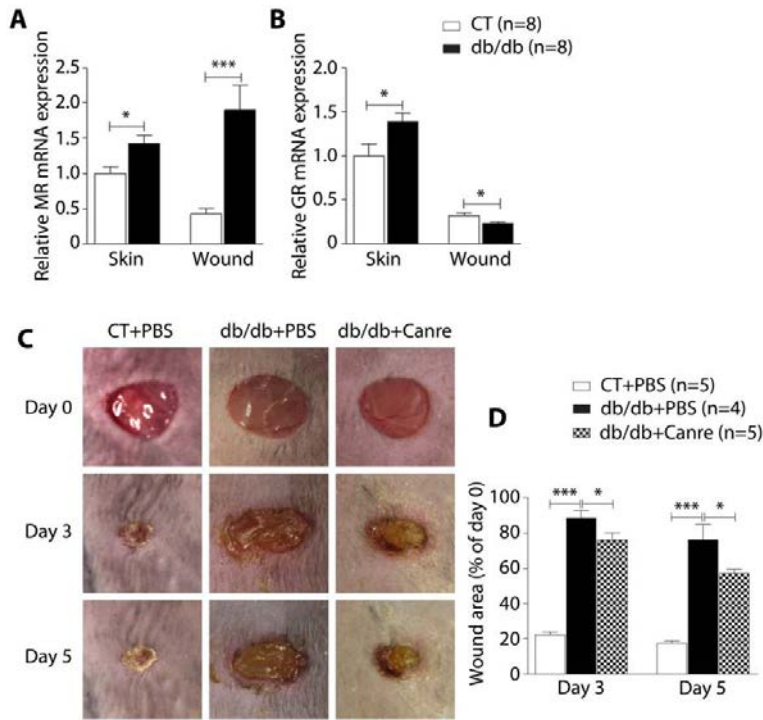 A
B
CT (n=8)
db/db (n=8)
Relative MR mRNA expression
2.5
2.0
1.5
1.0
0.5
0
*
***
Skin
Wound
Relative GR mRNA expression
2.0
1.5
1.0
0.5
0
*
*
Skin
Wound
C
CT+PBS
db/db+PBS
db/db+Canre
Day 0
Day 3
Day 5
CT+PBS (n=5)
db/db+PBS (n=4)
db/db+Canre (n=5)
D
Wound area (% of day 0)
100
80
60
40
20
0
***
*
***
*
Day 3
Day 5